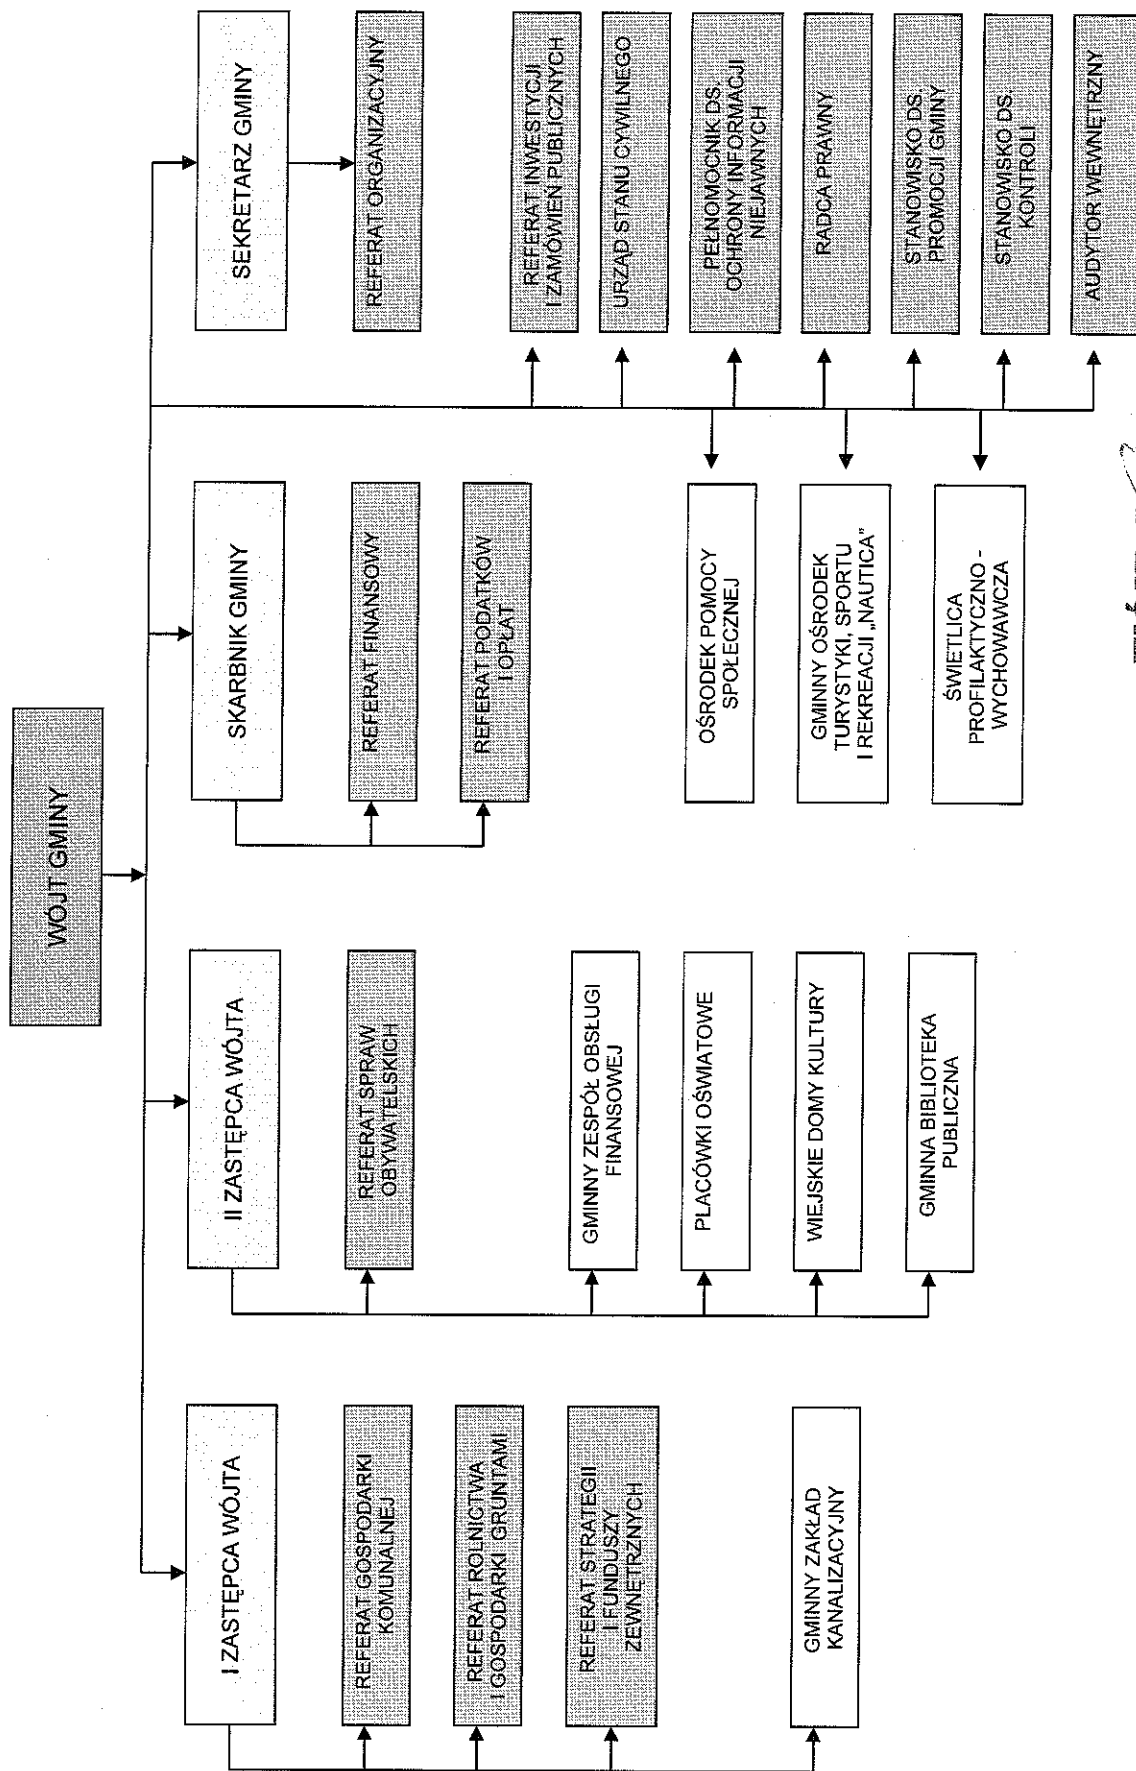 WÓJT GMINY
I ZASTĘPCA WÓJTA
REFERAT GOSPODARKI
KOMUNALNEJ
REFERAT ROLNICTWA
I GOSPODARKI GRUNTAMI
REFERAT STRATEGII
I FUNDUSZY
ZEWNĘTRZNYCH
GMINNY ZAKŁAD
KANALIZACYJNY
II ZASTĘPCA WÓJTA
REFERAT SPRAW
OBYWATELSKICH
GMINNY ZESPÓŁ OBSŁUGI
FINANSOWEJ
PLACÓWKI OŚWIATOWE
WIEJSKIE DOMY KULTURY
GMINNA BIBLIOTEKA
PUBLICZNA
SKARBNIK GMINY
REFERAT FINANSOWY
REFERAT PODATKÓW
I OPŁAT
OŚRODEK POMOCY
SPOŁECZNEJ
GMINNY OŚRODEK
TURYSTYKI, SPORTU
I REKREACJI „NAUTICA”
ŚWIETLICA
PROFILAKTYCZNO -
WYCHOWAWCZA
SEKRETARZ GMINY
REFERAT ORGANIZACYJNY
REFERAT INWESTYCJI
I ZAMÓWIEŃ PUBLICZNYCH
URZĄD STANU CYWILNEGO
PEŁNOMOCNIK DS.
OCHRONY INFORMACJI
NIEJAWNYCH
RADCA PRAWNY
STANOWISKO DS.
PROMOCJI GMINY
STANOWISKO DS.
KONTROLI
AUDYTOR WEWNĘTRZNY